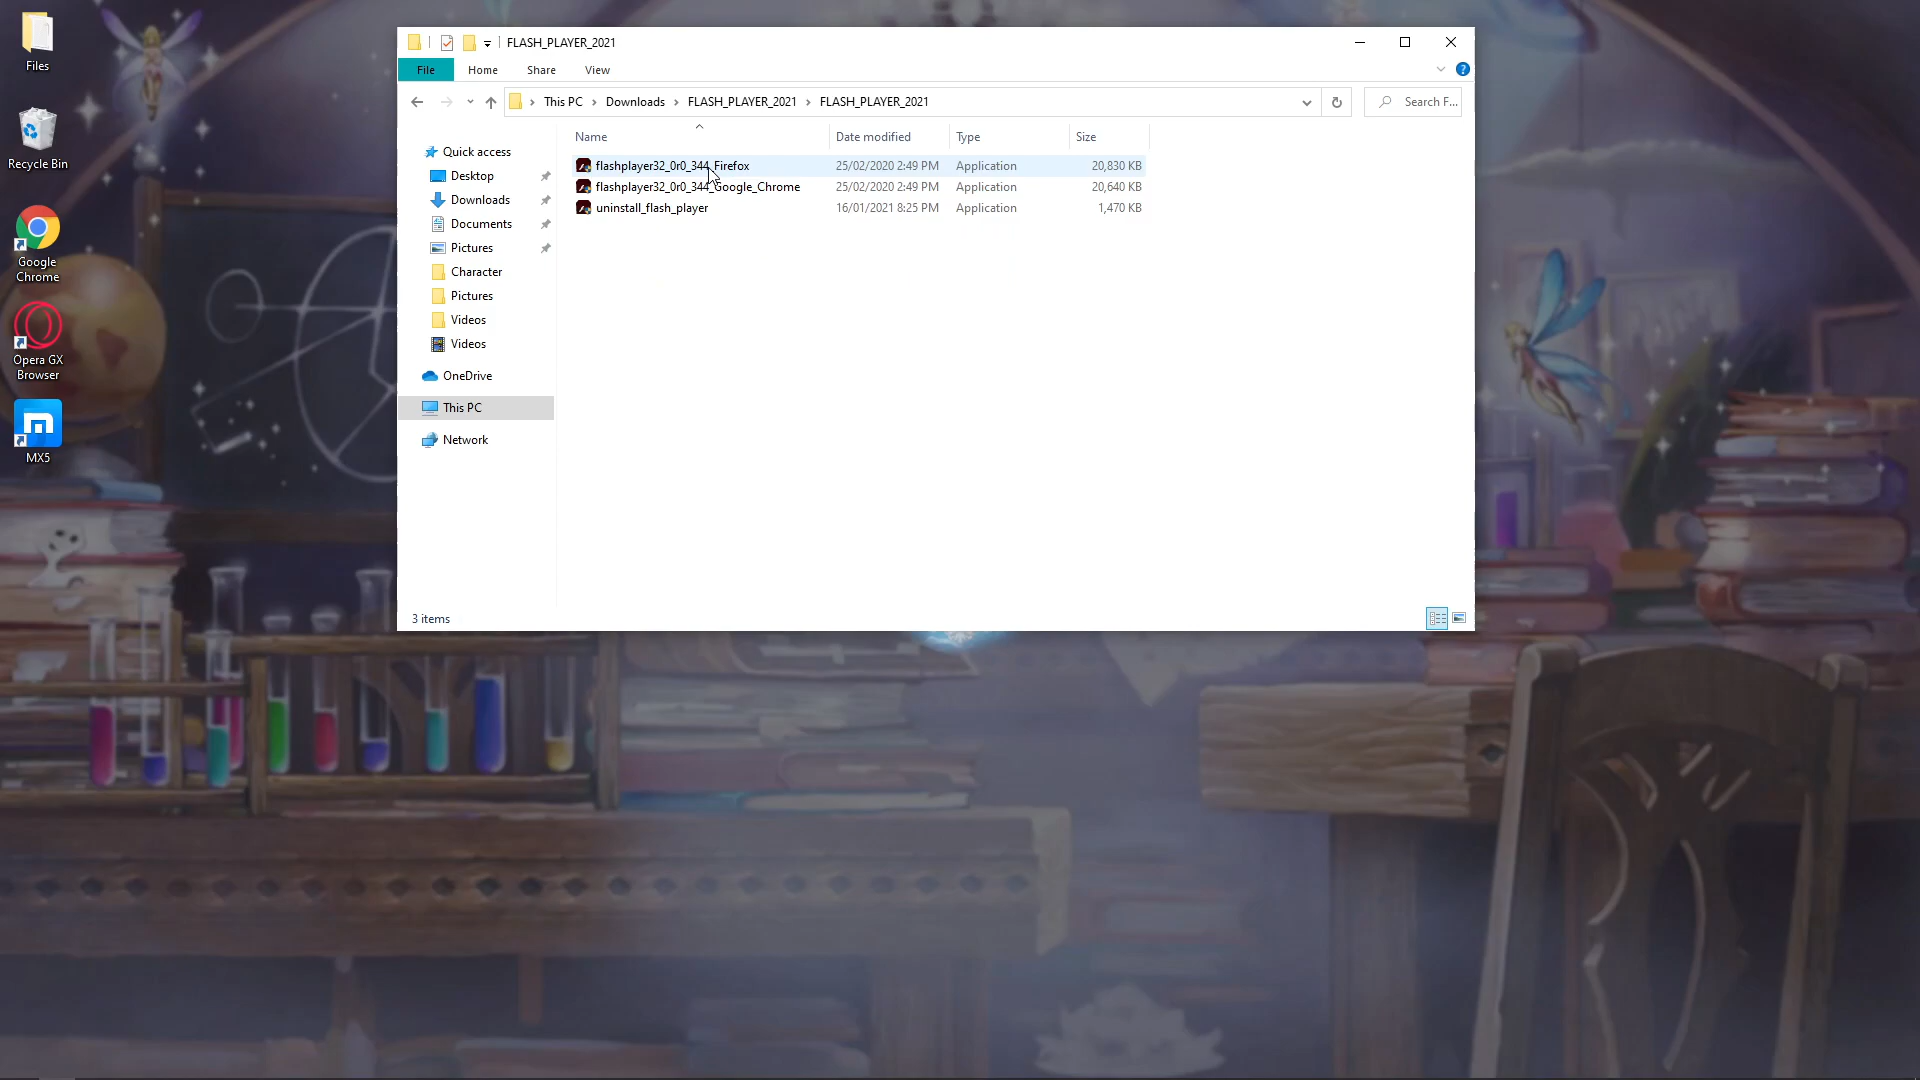 Files
Recycle Bin
Google
Chrome
Opera GX
Browser
MX5
FLASH_PLAYER_2021
File Home Share View
This PC Downloads FLASH_PLAYER_2021 FLASH_PLAYER_2021
Search F...
Quick access
Desktop
Downloads
Documents
Pictures
Character
Pictures
Videos
Videos
OneDrive
This PC
Network
Name Date modified Type Size
flashplayer32_0r0_344_Firefox 25/02/2020 2:49 PM Application 20,830 KB
flashplayer32_0r0_344_Google_Chrome 25/02/2020 2:49 PM Application 20,640 KB
uninstall_flash_player 16/01/2021 8:25 PM Application 1,470 KB
3 items